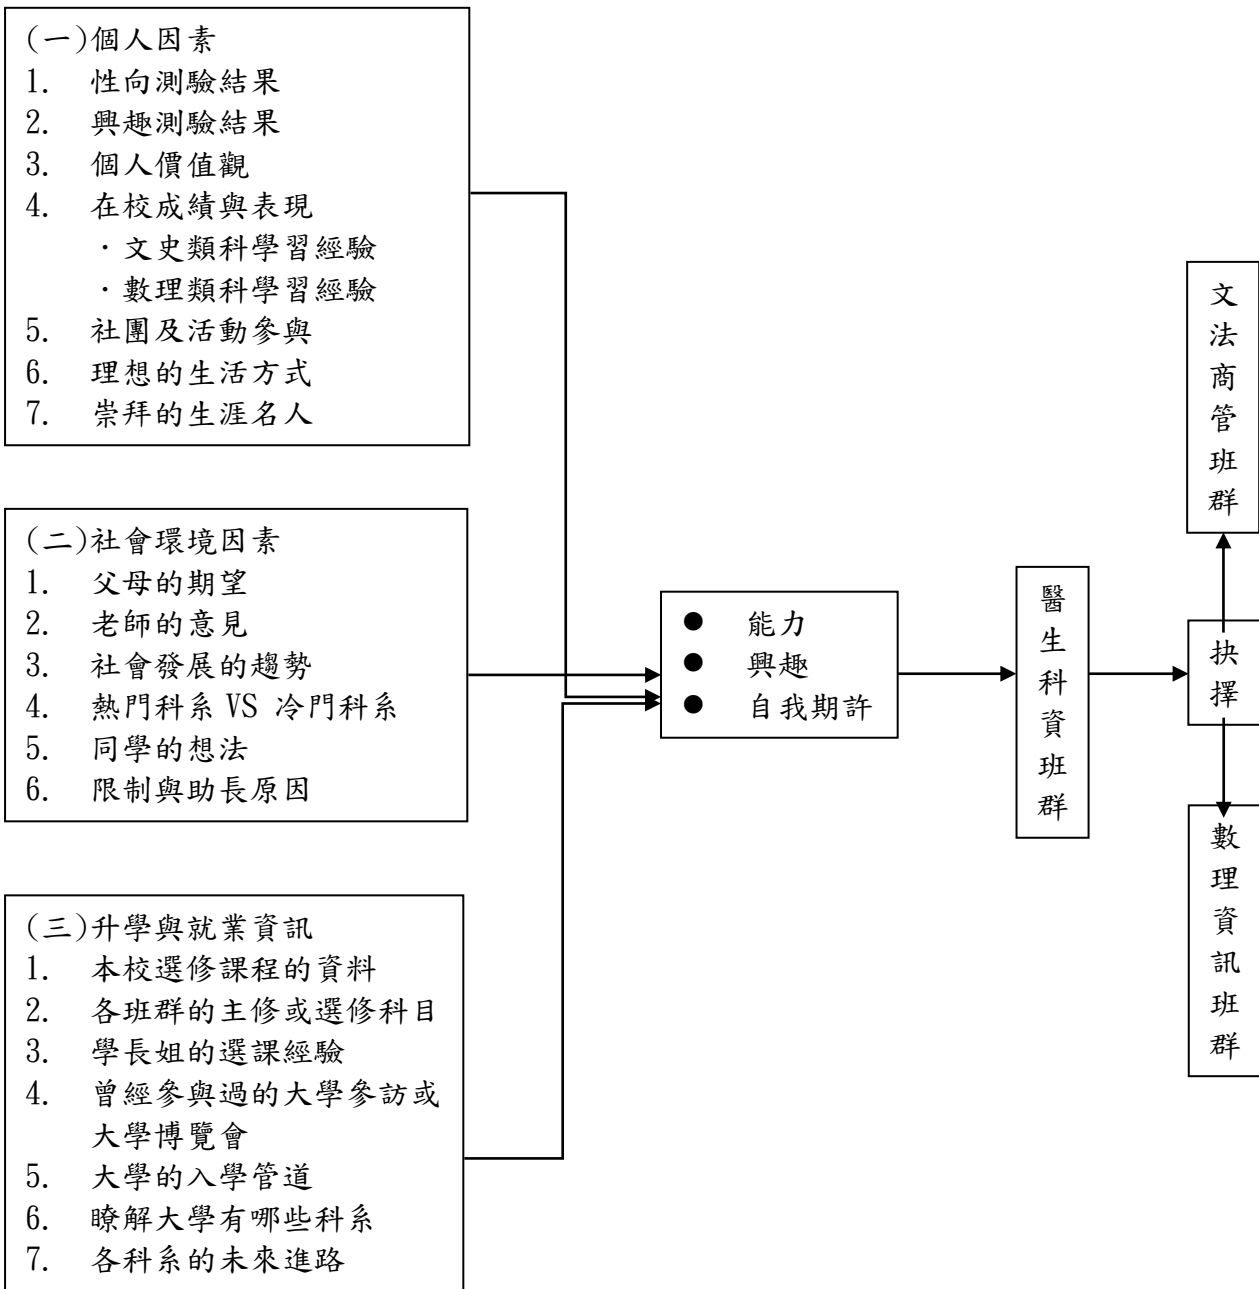 (一)個人因素
1. 性向測驗結果
2. 興趣測驗結果
3. 個人價值觀
4. 在校成績與表現
．文史類科學習經驗
．數理類科學習經驗
5. 社團及活動參與
6. 理想的生活方式
7. 崇拜的生涯名人
(二)社會環境因素
1. 父母的期望
2. 老師的意見
3. 社會發展的趨勢
4. 熱門科系 VS 冷門科系
5. 同學的想法
6. 限制與助長原因
(三)升學與就業資訊
1. 本校選修課程的資料
2. 各班群的主修或選修科目
3. 學長姐的選課經驗
4. 曾經參與過的大學參訪或
大學博覽會
5. 大學的入學管道
6. 瞭解大學有哪些科系
7. 各科系的未來進路
● 能力
● 興趣
● 自我期許
醫生科資班群
抉擇
文法商管班群
數理資訊班群